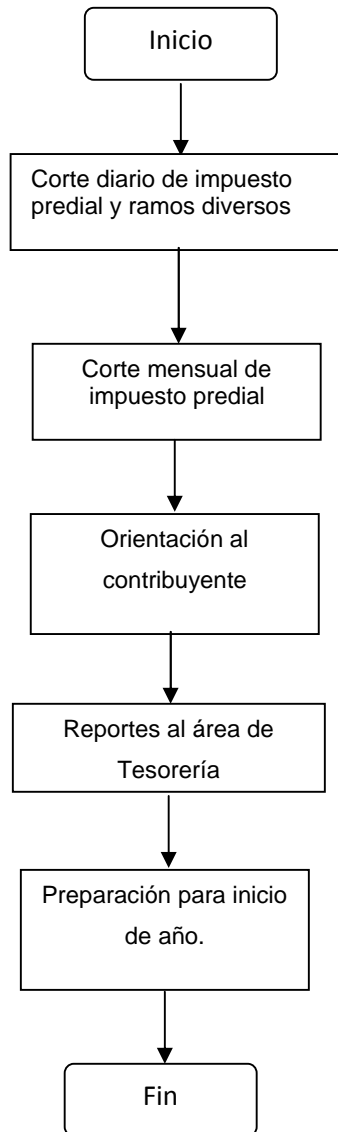 Inicio
Corte diario de impuesto
predial y ramos diversos
Corte mensual de
impuesto predial
Orientación al
contribuyente
Reportes al área de
Tesorería
Preparación para inicio
de año.
Fin